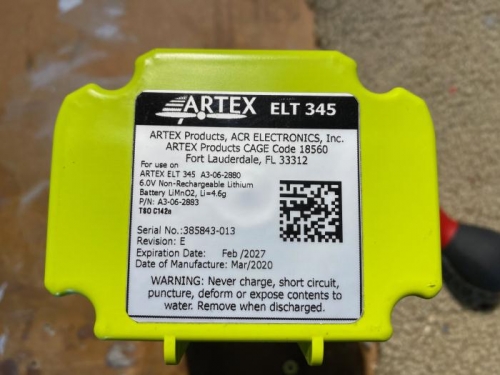 ARTEX ELT 345
ARTEX Products, ACR ELECTRONICS, Inc.
ARTEX Products CAGE Code 18560
Fort Lauderdale, FL 33312
For use on
ARTEX ELT 345 A3-06-2880
6.0V Non-Rechargeable Lithium
Battery LiMnO2, Li=4.6g
P/N: A3-06-2883
TSO C142a
Serial No.:385843-013
Revision: E
Expiration Date: Feb /2027
Date of Manufacture: Mar/2020
WARNING: Never charge, short circuit,
puncture, deform or expose contents to
water. Remove when discharged.